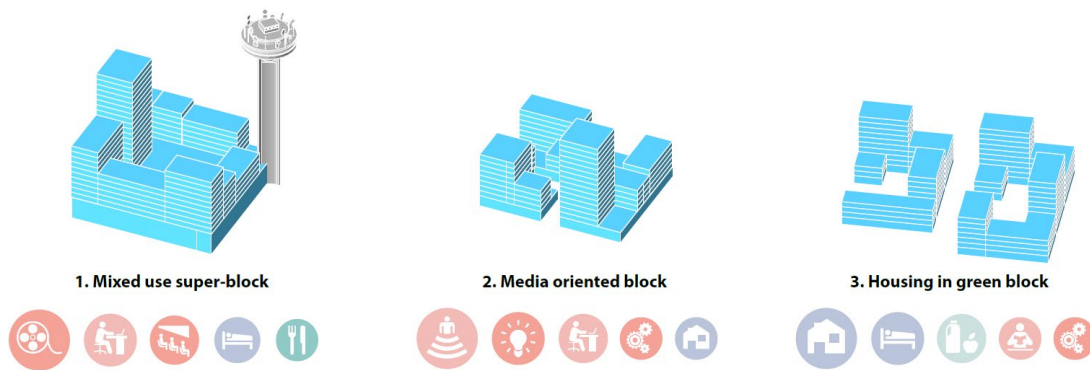 1. Mixed use super-block
2. Media oriented block
3. Housing in green block